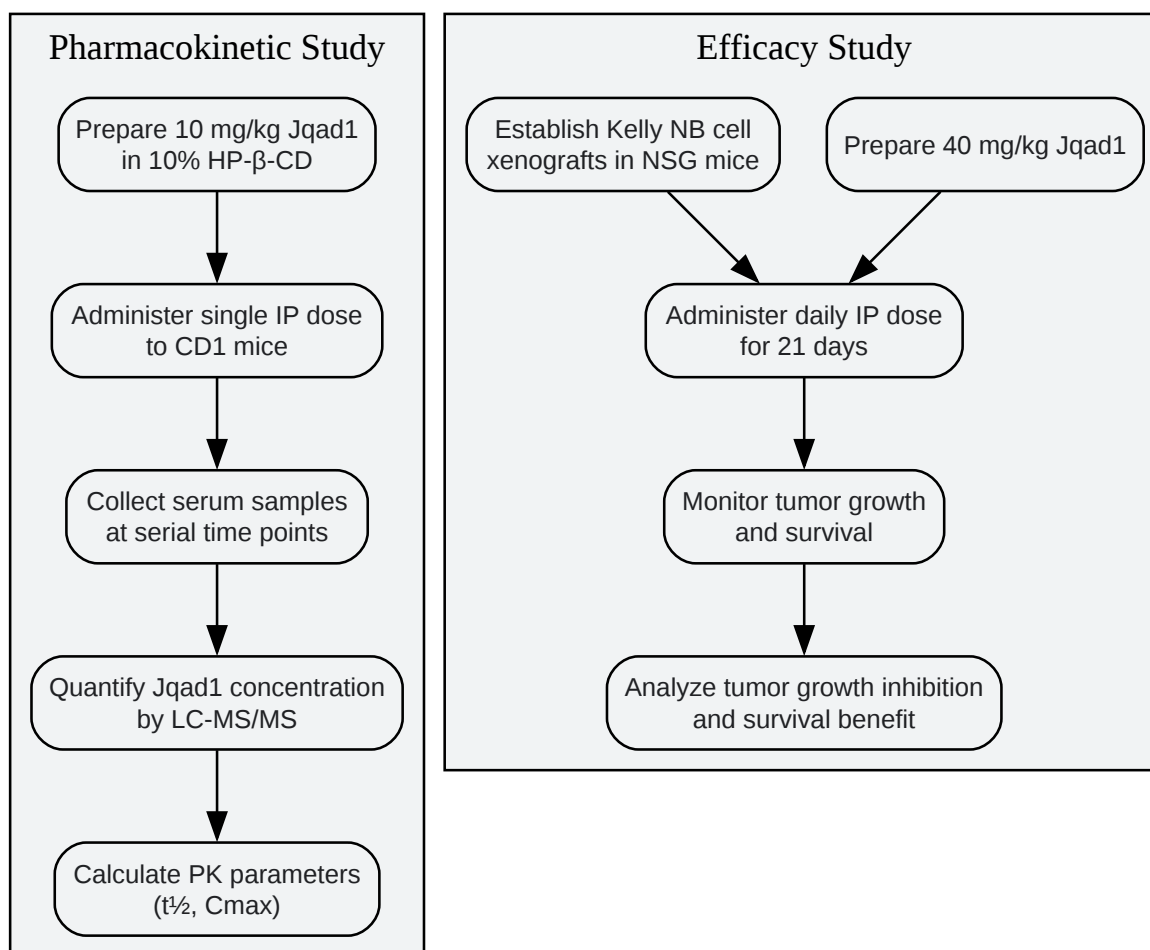 Pharmacokinetic Study
Prepare 10 mg/kg Jqad1
in 10% HP-β-CD
Administer single IP dose
to CD1 mice
Collect serum samples
at serial time points
Quantify Jqad1 concentration
by LC-MS/MS
Calculate PK parameters
(t½, Cmax)
Efficacy Study
Establish Kelly NB cell
xenografts in NSG mice
Prepare 40 mg/kg Jqad1
Administer daily IP dose
for 21 days
Monitor tumor growth
and survival
Analyze tumor growth inhibition
and survival benefit